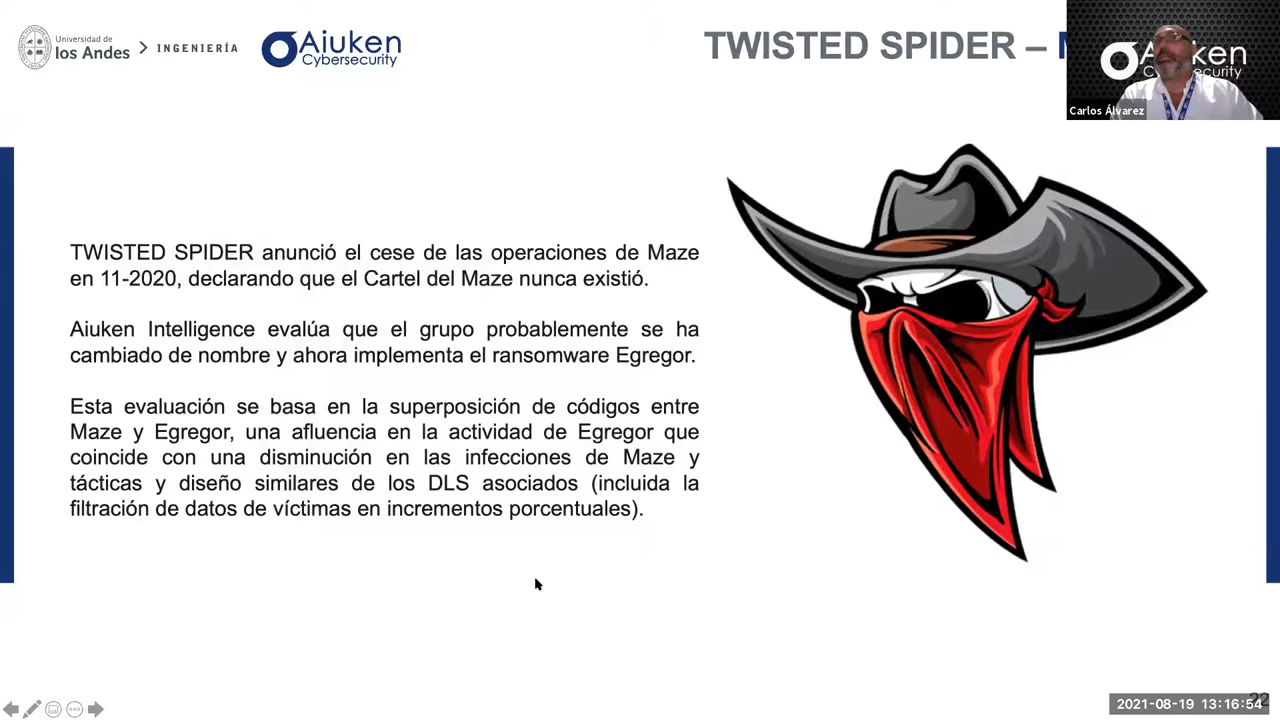 Universidad de
los Andes
INGENIERÍA
Aiuken
Cybersecurity
TWISTED SPIDER –
Carlos Álvarez
TWISTED SPIDER anunció el cese de las operaciones de Maze
en 11-2020, declarando que el Cartel del Maze nunca existió.
Aiuken Intelligence evalúa que el grupo probablemente se ha
cambiado de nombre y ahora implementa el ransomware Egregor.
Esta evaluación se basa en la superposición de códigos entre
Maze y Egregor, una afluencia en la actividad de Egregor que
coincide con una disminución en las infecciones de Maze y
tácticas y diseño similares de los DLS asociados (incluida la
filtración de datos de víctimas en incrementos porcentuales).
22
2021-08-19 13:16:54